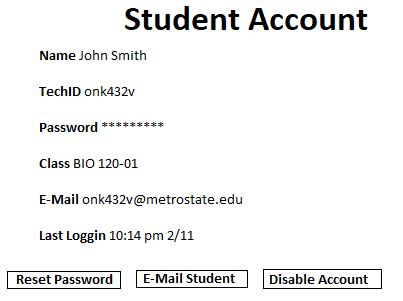 Student Account
Name John Smith
TechID onk432v
Password *********
Class BIO 120-01
E-Mail onk432v@metrostate.edu
Last Loggin 10:14 pm 2/11
Reset Password E-Mail Student Disable Account